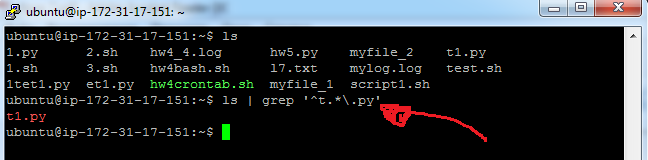 ubuntu@ip-172-31-17-151: ~
ubuntu@ip-172-31-17-151:~$ ls
1.py 2.sh hw4_4.log hw5.py myfile_2 t1.py
1.sh 3.sh hw4bash.sh l7.txt mylog.log test.sh
1tet1.py et1.py hw4crontab.sh myfile_1 script1.sh
ubuntu@ip-172-31-17-151:~$ ls | grep '^t.*\.py'
t1.py
ubuntu@ip-172-31-17-151:~$